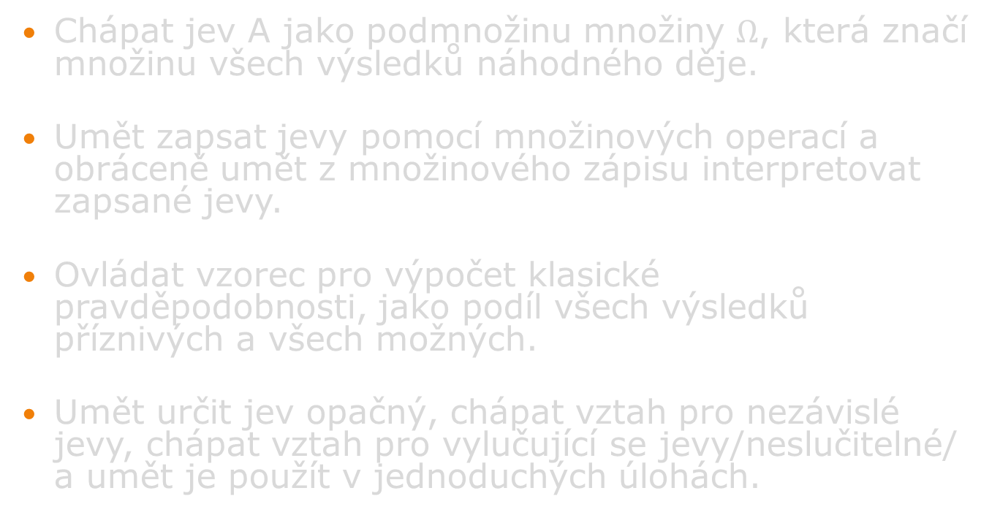 • Chápat jev A jako podmnožinu množiny Ω, která značí
množinu všech výsledků náhodného děje.
• Umět zapsat jevy pomocí množinových operací a
obráceně umět z množinového zápisu interpretovat
zapsané jevy.
• Ovládat vzorec pro výpočet klasické
pravděpodobnosti, jako podíl všech výsledků
příznivých a všech možných.
• Umět určit jev opačný, chápat vztah pro nezávislé
jevy, chápat vztah pro vylučující se jevy/neslučitelné/
a umět je použít v jednoduchých úlohách.